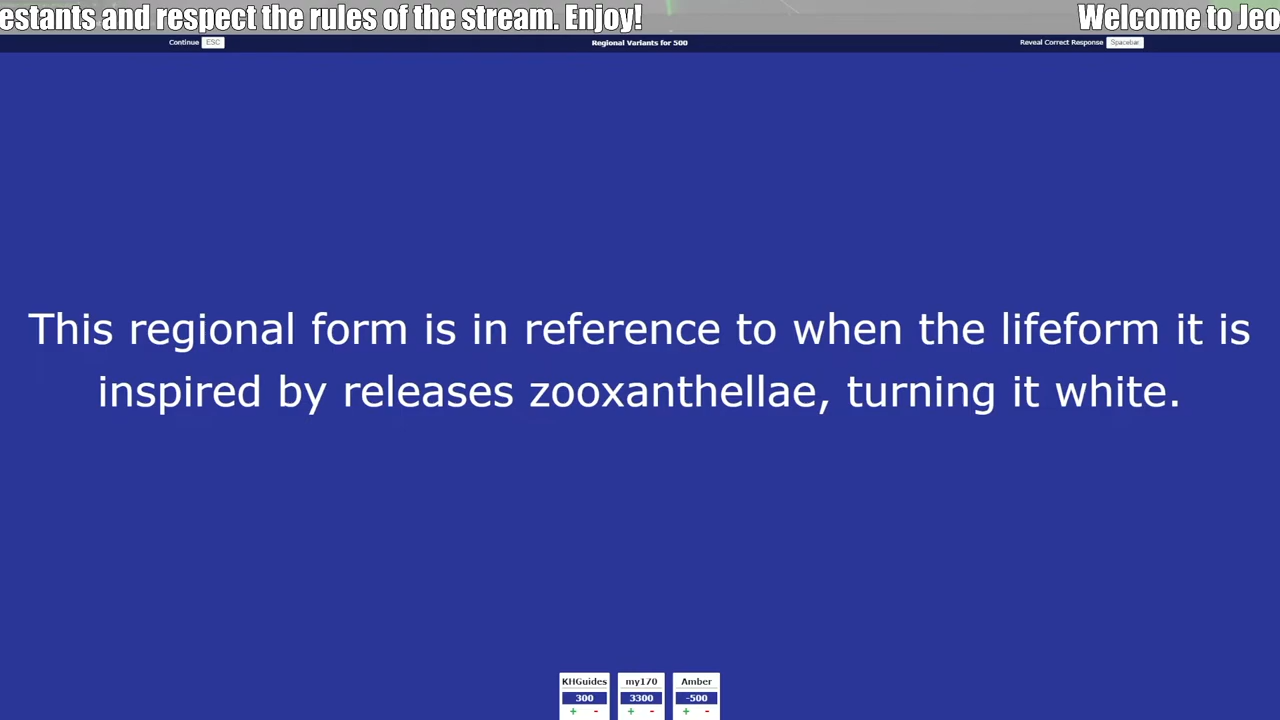 estants and respect the rules of the stream. Enjoy! Welcome to Jeo
Continue ESC Regional Variants for 500 Reveal Correct Response Spacebar
This regional form is in reference to when the lifeform it is
inspired by releases zooxanthellae, turning it white.
KHGuides my170 Amber
300 3300 -500
+ - + - + -